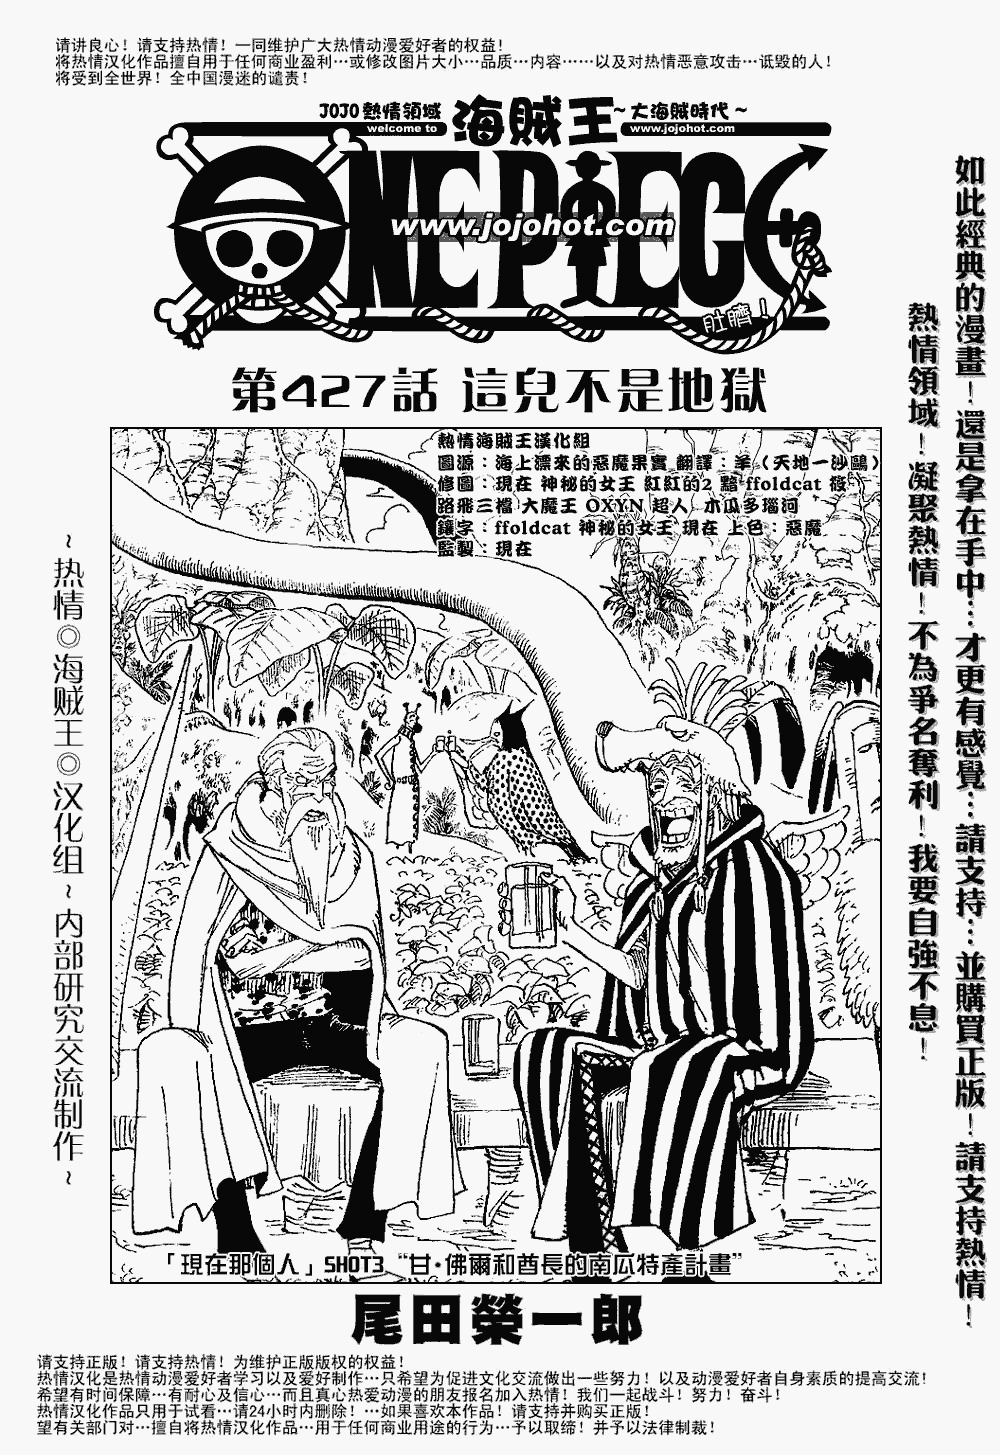 请讲良心！请支持热情！一同维护广大热情动漫爱好者的权益！
将热情汉化作品擅自用于任何商业盈利…或修改图片大小…品质…内容……以及对热情恶意攻击…诋毁的人！
将受到全世界！全中国漫迷的谴责！
JOJO 熱情領域 海賊王 ~大海賊時代~
welcome to www.jojohot.com
ONE PIECE
www.jojohot.com
肚臍！
第427話 這兒不是地獄
如此經典的漫畫！還是拿在手中…才更有感覺…請支持…並購買正版！請支持熱情！
熱情領域！凝聚熱情！不為爭名奪利！我要自強不息！
~热情◎海贼王◎汉化组~内部研究交流制作~
熱情海賊王漢化組
圖源：海上漂來的惡魔果實 翻譯：羊（天地一沙鷗）
修圖：現在 神秘的女王 紅紅的2 黯 ffoldcat 薇
路飛三檔 大魔王 OXYN 超人 木瓜多瑙河
鑲字：ffoldcat 神秘的女王 現在 上色：惡魔
監製：現在
「現在那個人」SHOT3 “甘·佛爾和酋長的南瓜特產計畫”
尾田榮一郎
请支持正版！请支持热情！为维护正版版权的权益！
热情汉化是热情动漫爱好者学习以及爱好制作…只希望为促进文化交流做出一些努力！以及动漫爱好者自身素质的提高交流！
希望有时间保障…有耐心及信心…而且真心热爱动漫的朋友报名加入热情！我们一起战斗！努力！奋斗！
热情汉化作品只用于试看…请24小时内删除！…如果喜欢本作品！请支持并购买正版！
望有关部门对…擅自将热情汉化作品…用于任何商业用途的行为…予以取缔！并予以法律制裁！